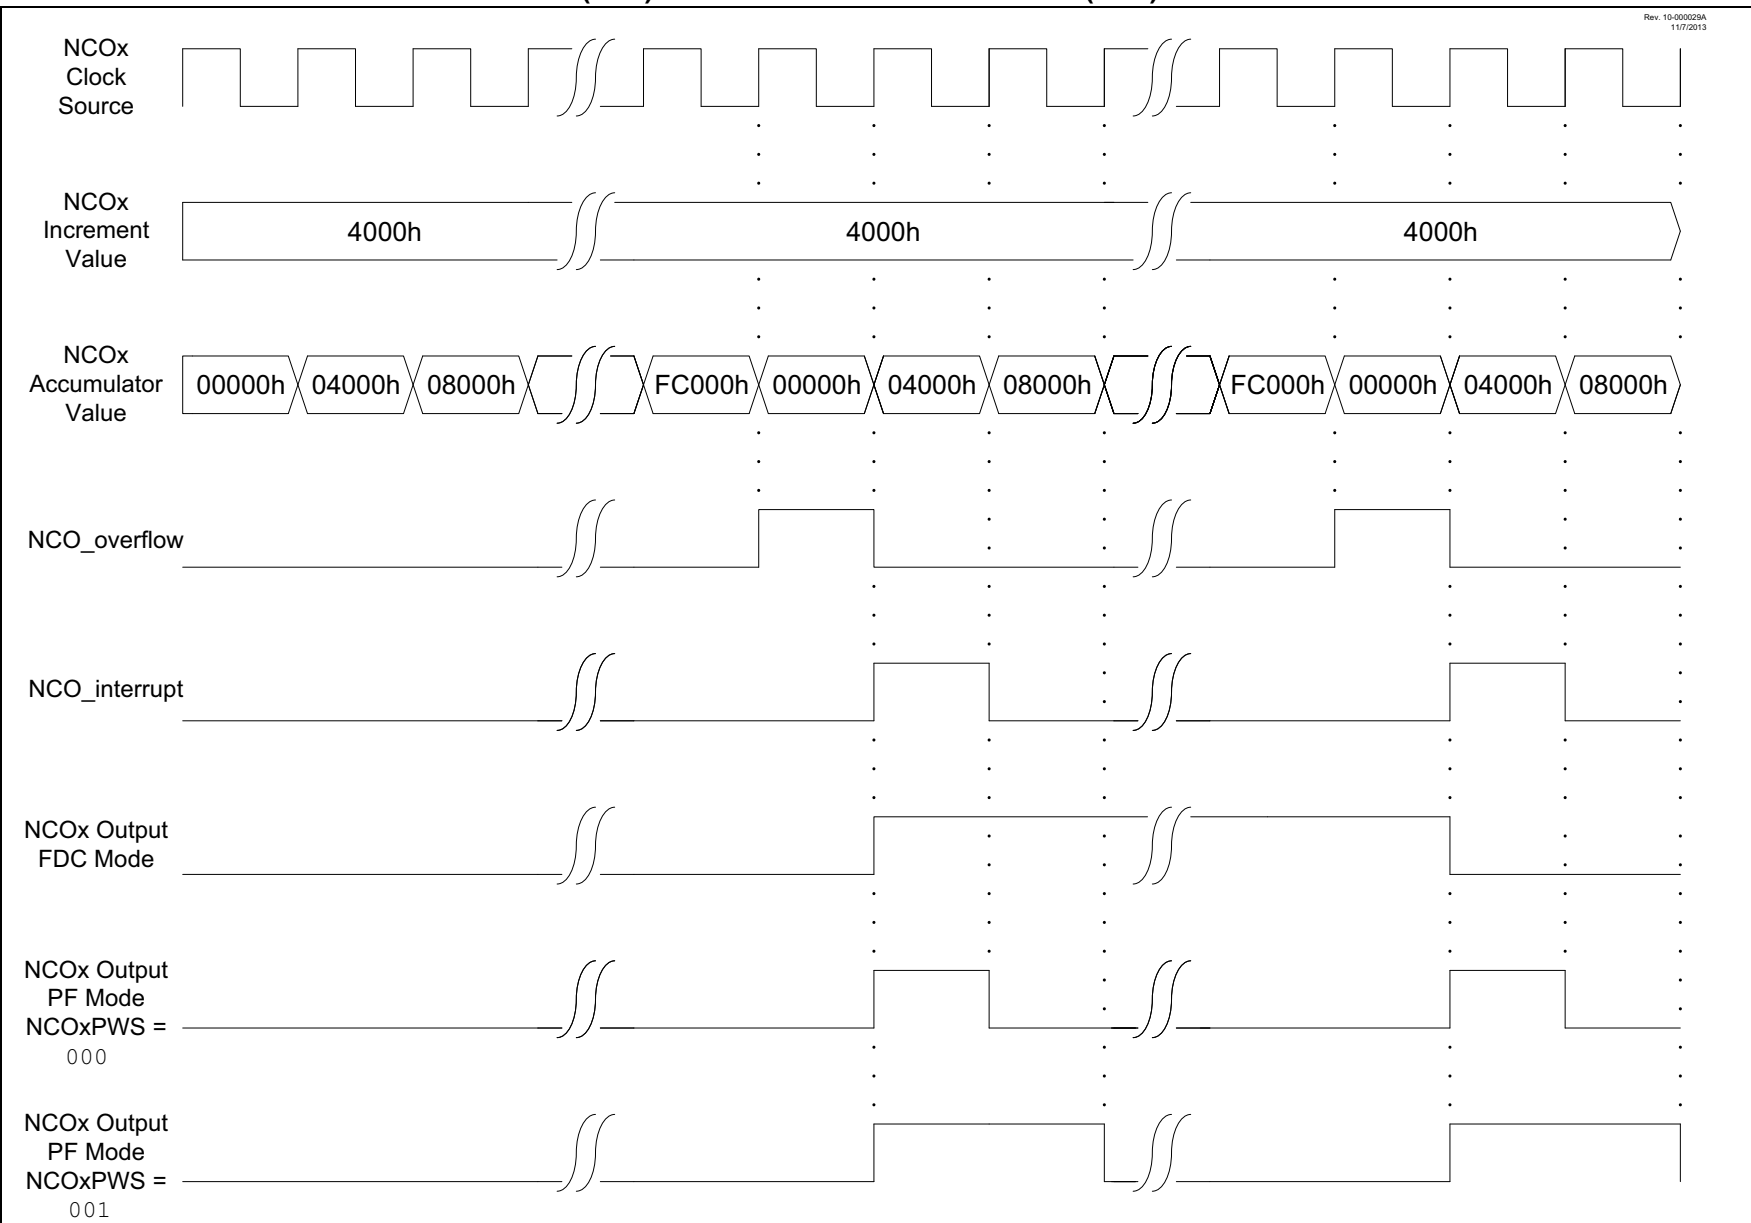 Rev. 10-000029A
11/7/2013
NCOx
Clock
Source
NCOx
Increment
Value
4000h 4000h 4000h
NCOx
Accumulator
Value
00000h 04000h 08000h FC000h 00000h 04000h 08000h FC000h 00000h 04000h 08000h
NCO_overflow
NCO_interrupt
NCOx Output
FDC Mode
NCOx Output
PF Mode
NCOxPWS =
000
NCOx Output
PF Mode
NCOxPWS =
001